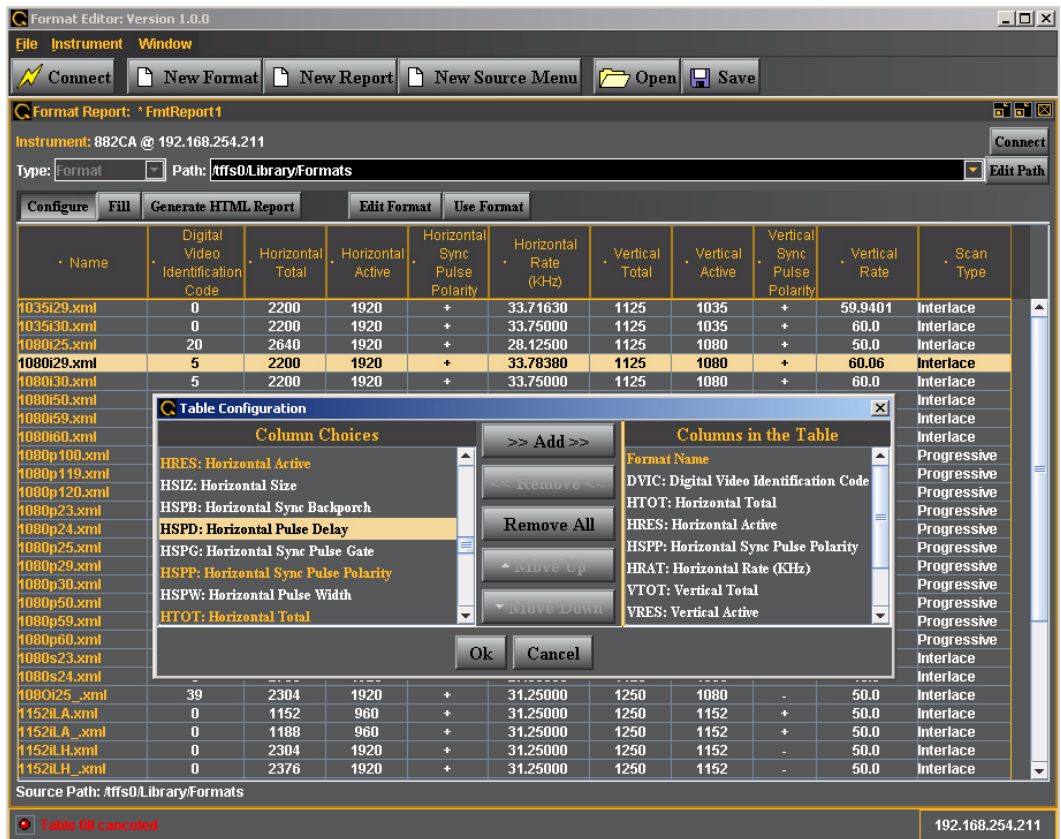 Format Editor: Version 1.0.0
File Instrument Window
Connect New Format New Report New Source Menu Open Save
Format Report: * FmtReport1
Instrument: 882CA @ 192.168.254.211
Connect
Type: Format Path: /tffs0/Library/Formats Edit Path
Configure Fill Generate HTML Report Edit Format Use Format
Name Digital Video Identification Code Horizontal Total Horizontal Active Horizontal Sync Pulse Polarity Horizontal Rate (KHz) Vertical Total Vertical Active Vertical Sync Pulse Polarity Vertical Rate Scan Type
1035i29.xml 0 2200 1920 + 33.71630 1125 1035 + 59.9401 Interlace
1035i30.xml 0 2200 1920 + 33.75000 1125 1035 + 60.0 Interlace
1080i25.xml 20 2640 1920 + 28.12500 1125 1080 + 50.0 Interlace
1080i29.xml 5 2200 1920 + 33.78380 1125 1080 + 60.06 Interlace
1080i30.xml 5 2200 1920 + 33.75000 1125 1080 + 60.0 Interlace
1080i50.xml Interlace
1080i59.xml Interlace
1080i60.xml Interlace
1080p100.xml Progressive
1080p119.xml Progressive
1080p120.xml Progressive
1080p23.xml Progressive
1080p24.xml Progressive
1080p25.xml Progressive
1080p29.xml Progressive
1080p30.xml Progressive
1080p50.xml Progressive
1080p59.xml Progressive
1080p60.xml Progressive
1080s23.xml Interlace
1080s24.xml Interlace
108Oi25_.xml 39 2304 1920 + 31.25000 1250 1080 - 50.0 Interlace
1152iLA.xml 0 1152 960 + 31.25000 1250 1152 + 50.0 Interlace
1152iLA_.xml 0 1188 960 + 31.25000 1250 1152 + 50.0 Interlace
1152iLH.xml 0 2304 1920 + 31.25000 1250 1152 - 50.0 Interlace
1152iLH_.xml 0 2376 1920 + 31.25000 1250 1152 - 50.0 Interlace
Table Configuration
Column Choices
HRES: Horizontal Active
HSIZ: Horizontal Size
HSPB: Horizontal Sync Backporch
HSPD: Horizontal Pulse Delay
HSPG: Horizontal Sync Pulse Gate
HSPP: Horizontal Sync Pulse Polarity
HSPW: Horizontal Pulse Width
HTOT: Horizontal Total
>> Add >>
<< Remove <<
Remove All
Move Up
Move Down
Columns in the Table
Format Name
DVIC: Digital Video Identification Code
HTOT: Horizontal Total
HRES: Horizontal Active
HSPP: Horizontal Sync Pulse Polarity
HRAT: Horizontal Rate (KHz)
VTOT: Vertical Total
VRES: Vertical Active
Ok Cancel
Source Path: /tffs0/Library/Formats
Table fill canceled 192.168.254.211